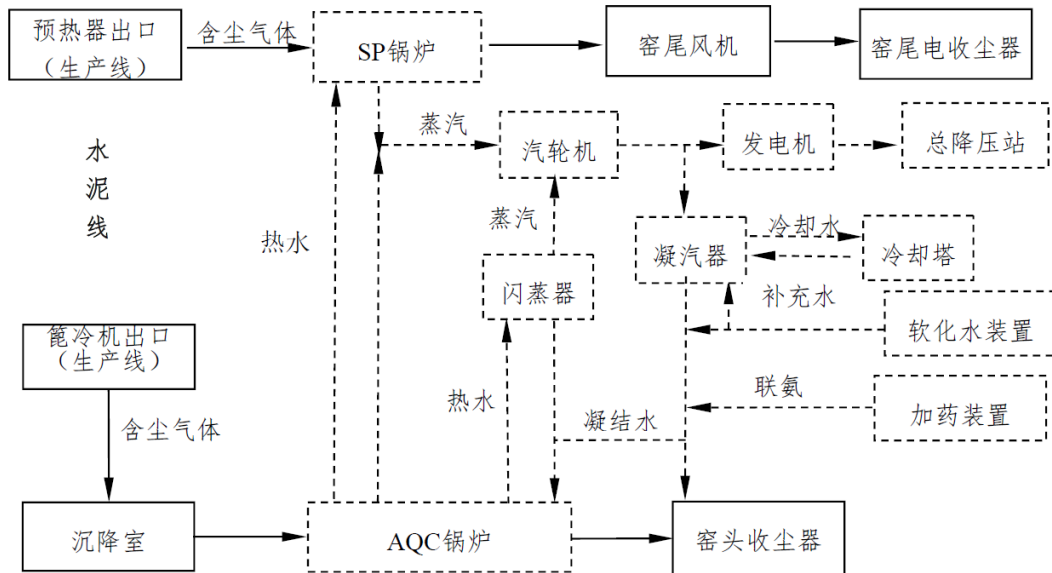 预热器出口
（生产线）
含尘气体
SP锅炉
窑尾风机
窑尾电收尘器
水
泥
线
蒸汽
汽轮机
发电机
总降压站
热水
蒸汽
冷却水
凝汽器
冷却塔
闪蒸器
补充水
篦冷机出口
（生产线）
软化水装置
热水
联氨
含尘气体
凝结水
加药装置
沉降室
AQC锅炉
窑头收尘器